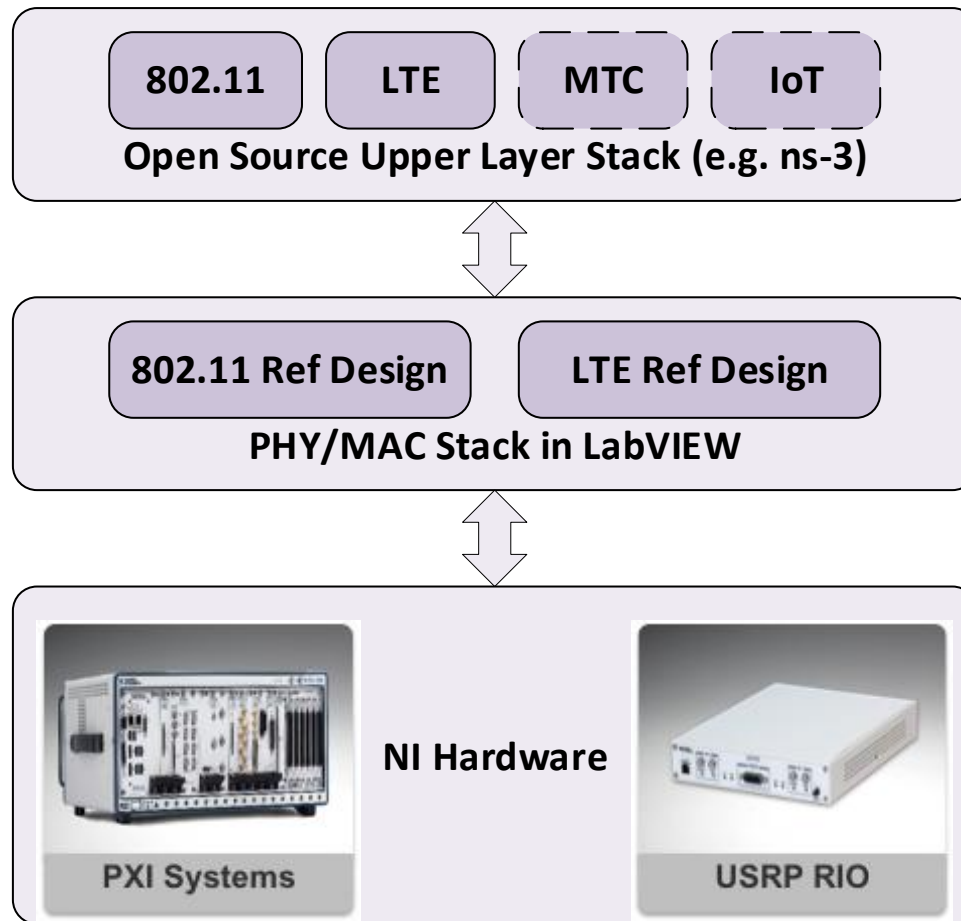 802.11 LTE MTC IoT
Open Source Upper Layer Stack (e.g. ns-3)
802.11 Ref Design LTE Ref Design
PHY/MAC Stack in LabVIEW
NI Hardware
PXI Systems USRP RIO